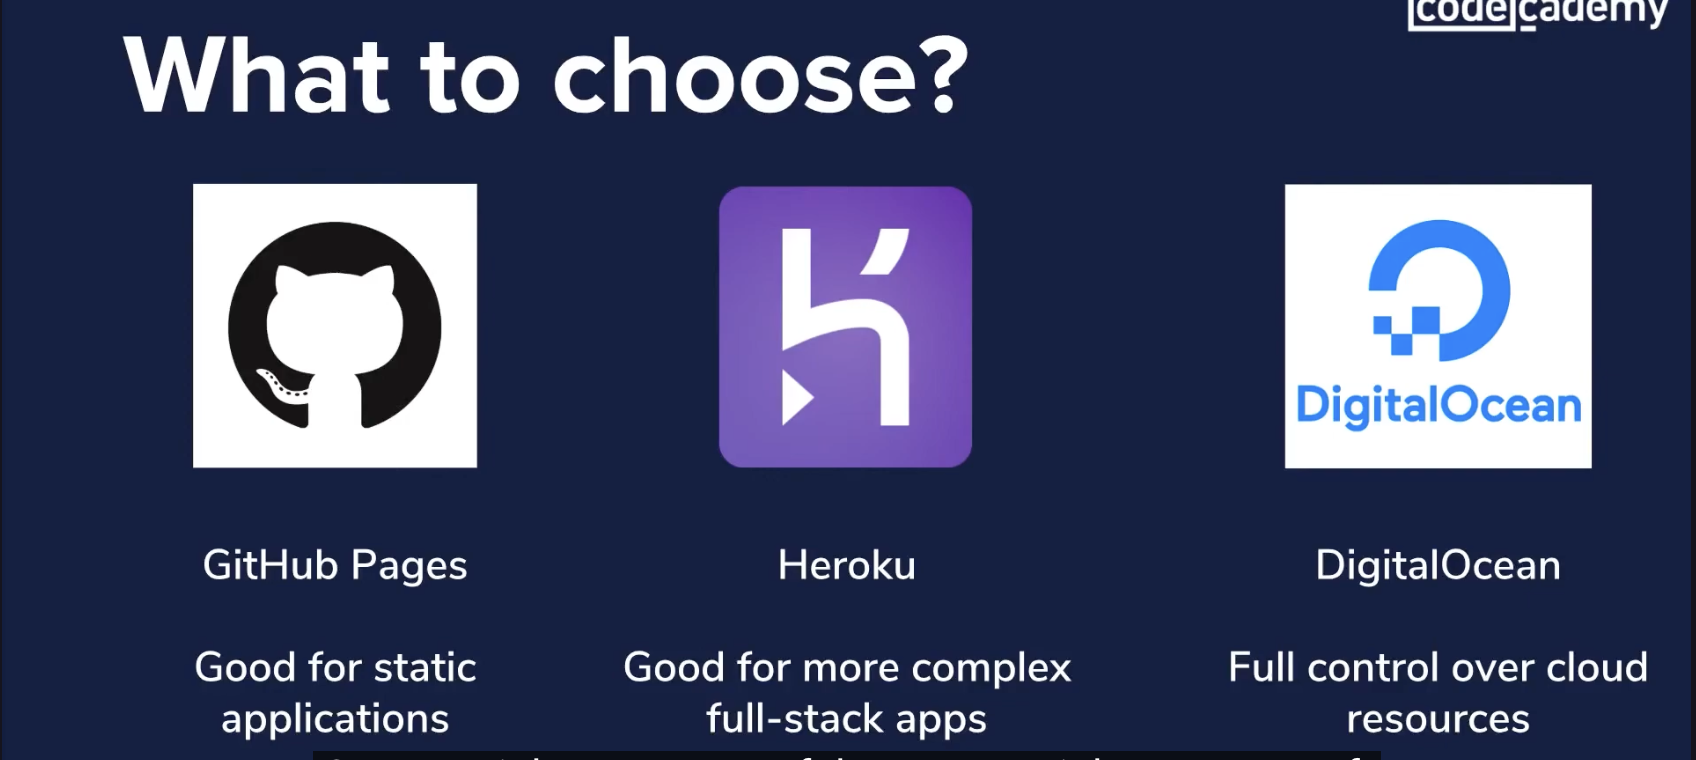 codecademy
What to choose?
DigitalOcean
GitHub Pages
Heroku
DigitalOcean
Good for static
applications
Good for more complex
full-stack apps
Full control over cloud
resources